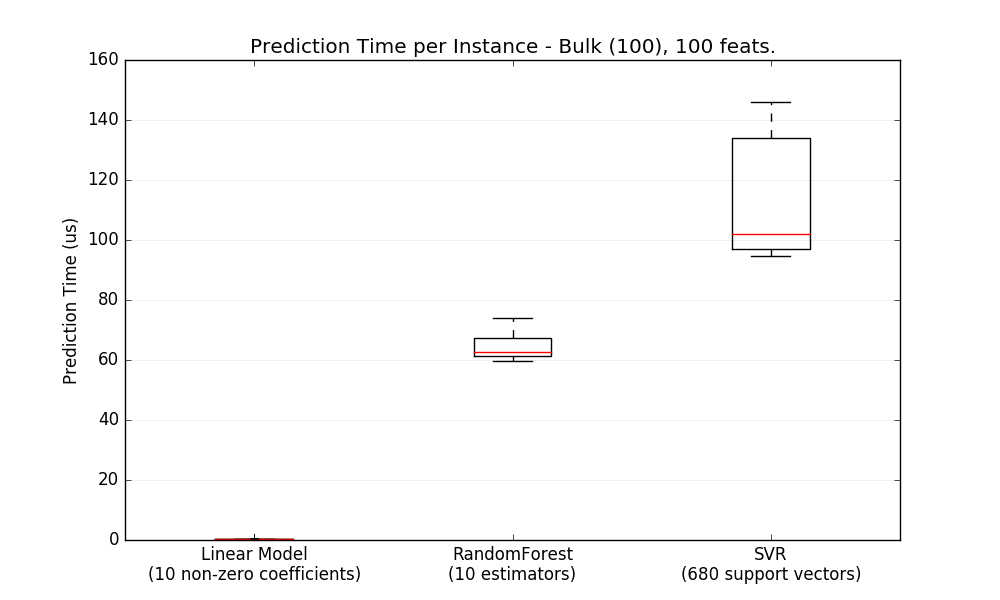 Prediction Time per Instance - Bulk (100), 100 feats.
160
140
120
100
80
60
40
20
0
Prediction Time (us)
Linear Model
(10 non-zero coefficients)
RandomForest
(10 estimators)
SVR
(680 support vectors)